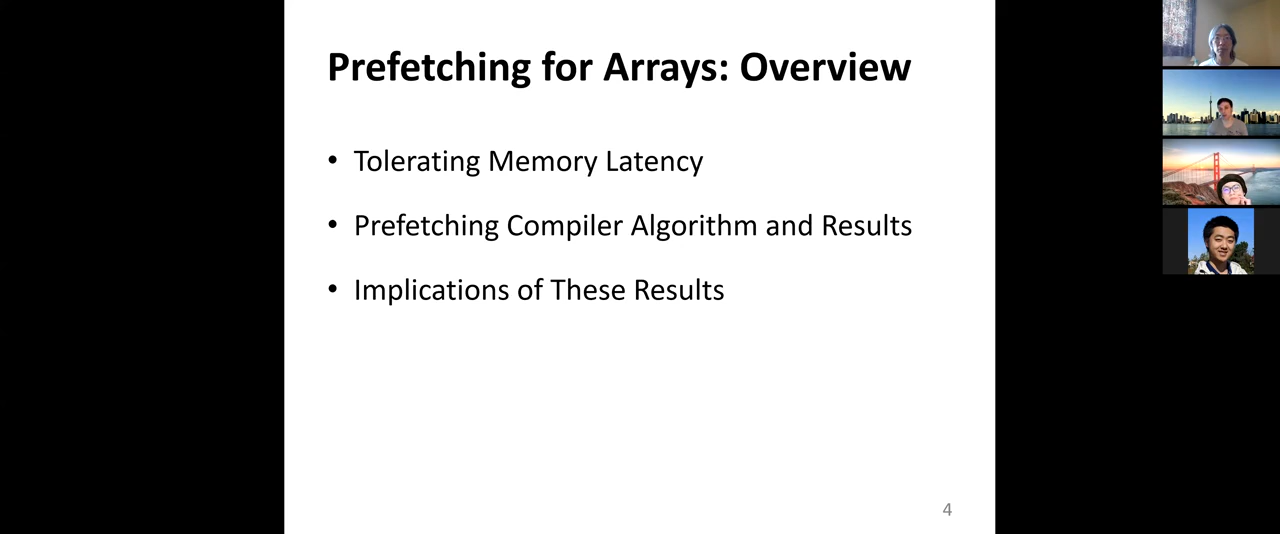 Prefetching for Arrays: Overview
• Tolerating Memory Latency
• Prefetching Compiler Algorithm and Results
• Implications of These Results
4